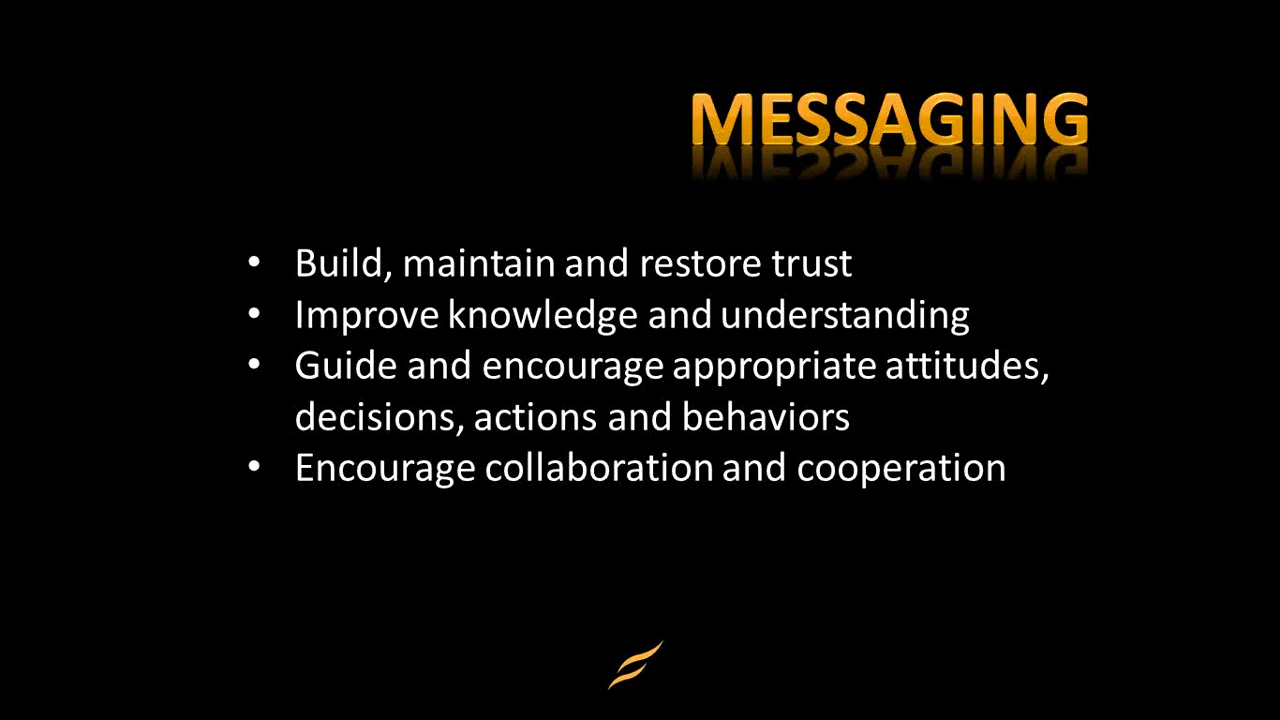 MESSAGING
• Build, maintain and restore trust
• Improve knowledge and understanding
• Guide and encourage appropriate attitudes,
decisions, actions and behaviors
• Encourage collaboration and cooperation